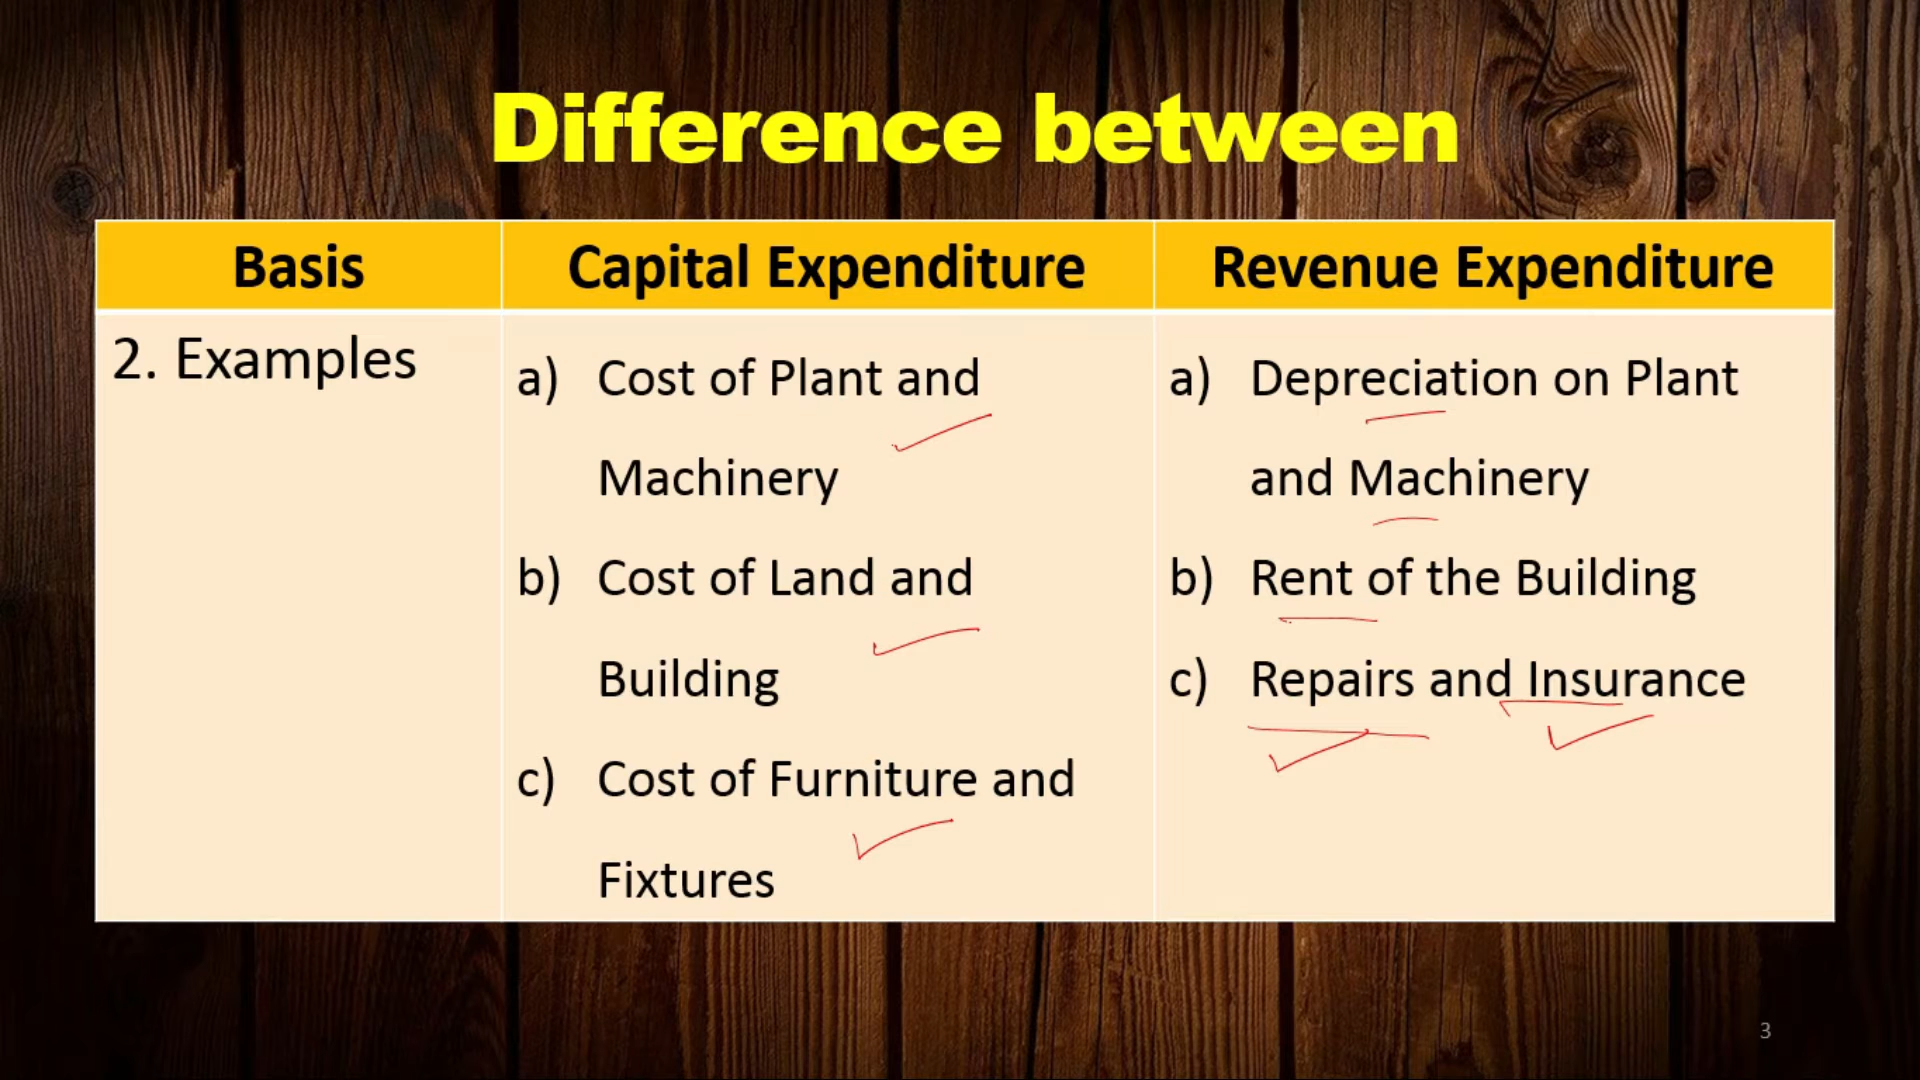 Difference between
Basis
Capital Expenditure
Revenue Expenditure
2. Examples
a) Cost of Plant and
Machinery
b) Cost of Land and
Building
c) Cost of Furniture and
Fixtures
a) Depreciation on Plant
and Machinery
b) Rent of the Building
c) Repairs and Insurance
3